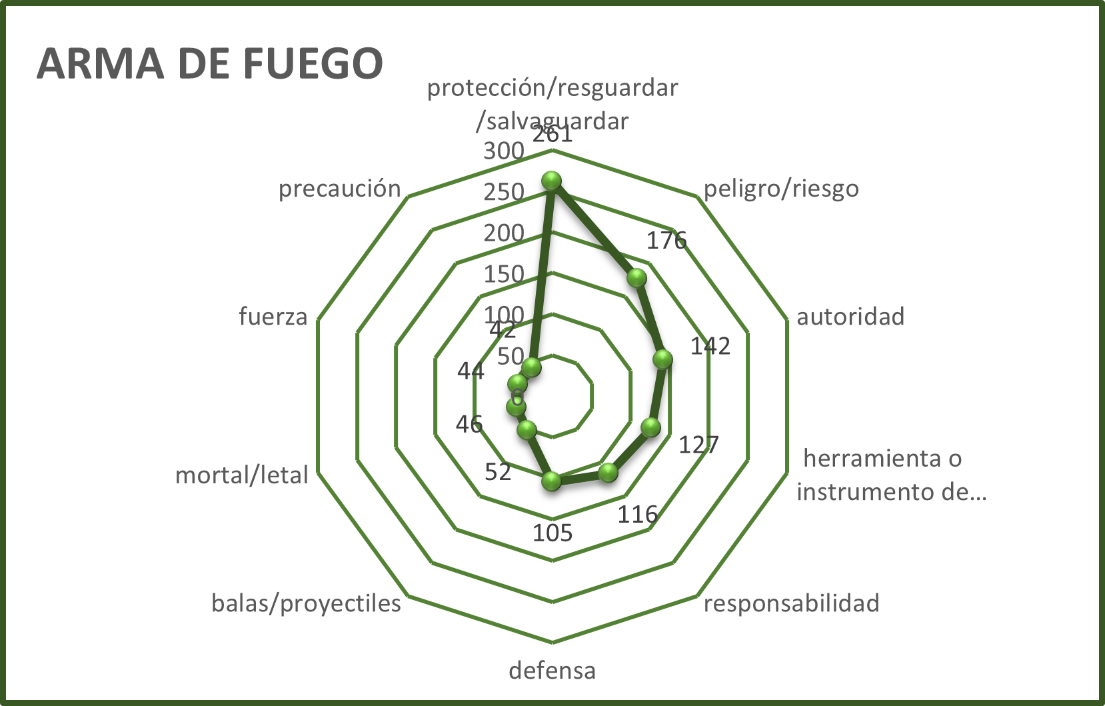 ARMA DE FUEGO
protección/resguardar
/salvaguardar
261
300
precaución
peligro/riesgo
250
200
176
150
fuerza
100
autoridad
42
142
50
44
46
127
herramienta o
mortal/letal
52
instrumento de…
116
105
balas/proyectiles
responsabilidad
defensa
0